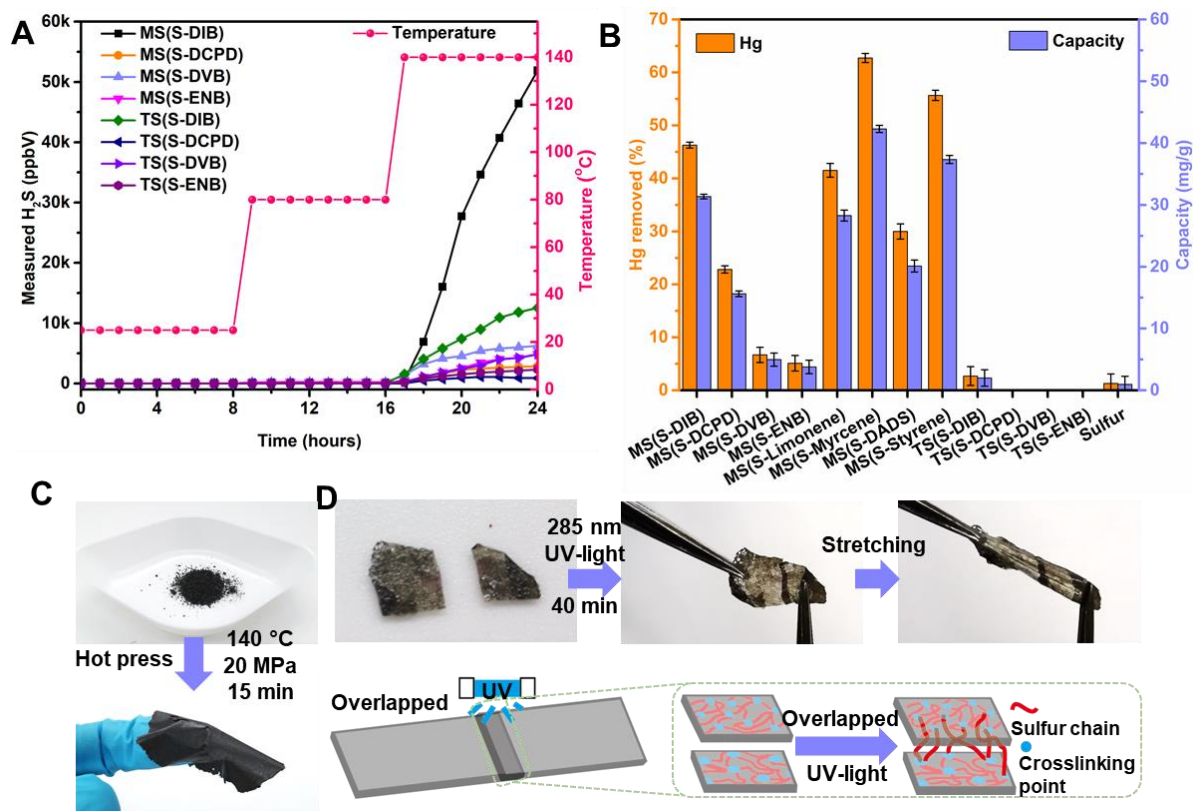 A
60k
50k
40k
30k
20k
10k
0
Measured H₂S (ppbV)
MS(S-DIB)
MS(S-DCPD)
MS(S-DVB)
MS(S-ENB)
TS(S-DIB)
TS(S-DCPD)
TS(S-DVB)
TS(S-ENB)
Temperature
140
120
100
80
60
40
20
0
Temperature (°C)
0 4 8 12 16 20 24
Time (hours)
B
70
60
50
40
30
20
10
0
Hg removed (%)
Hg
Capacity
60
50
40
30
20
10
0
Capacity (mg/g)
MS(S-DIB)
MS(S-DCPD)
MS(S-DVB)
MS(S-ENB)
MS(S-Limonene)
MS(S-Myrcene)
MS(S-DADS)
MS(S-Styrene)
TS(S-DIB)
TS(S-DCPD)
TS(S-DVB)
TS(S-ENB)
Sulfur
C
Hot press
140 °C
20 MPa
15 min
D
285 nm
UV-light
40 min
Stretching
Overlapped
UV
Overlapped
UV-light
Sulfur chain
Crosslinking
point